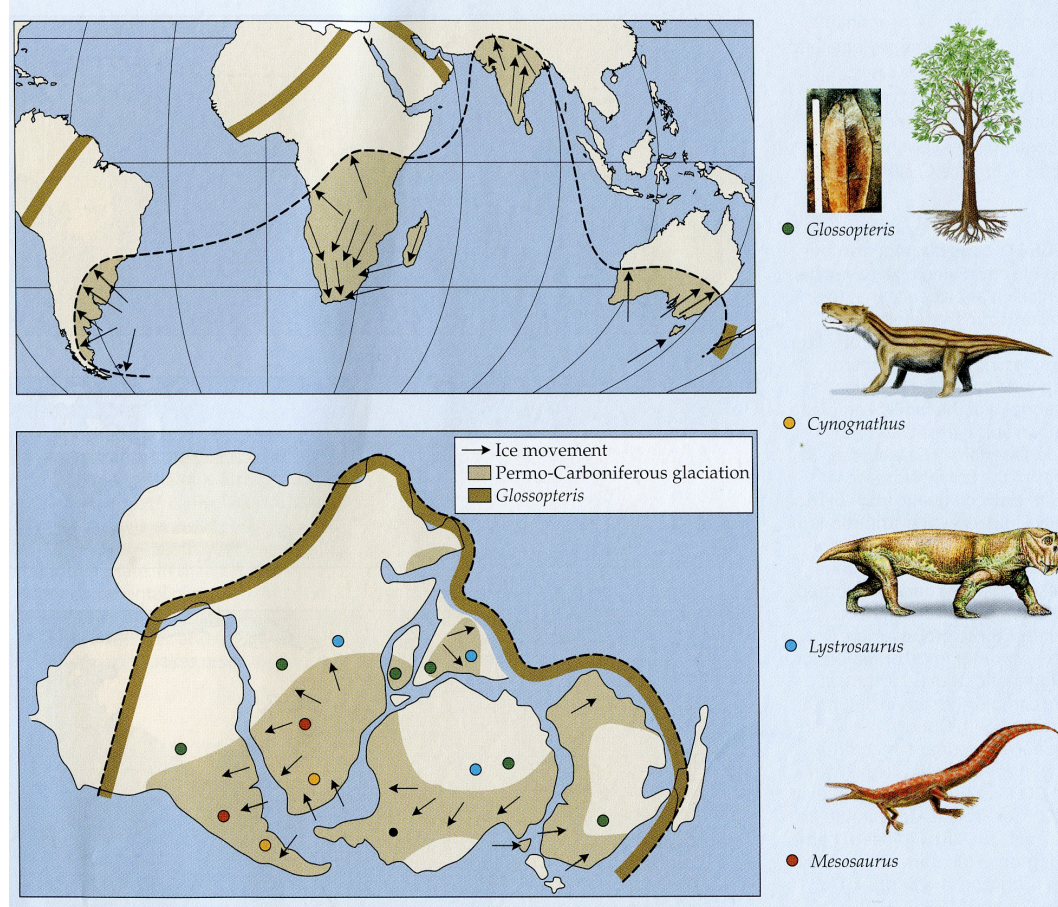 Glossopteris
Cynognathus
Ice movement
Permo-Carboniferous glaciation
Glossopteris
Lystrosaurus
Mesosaurus